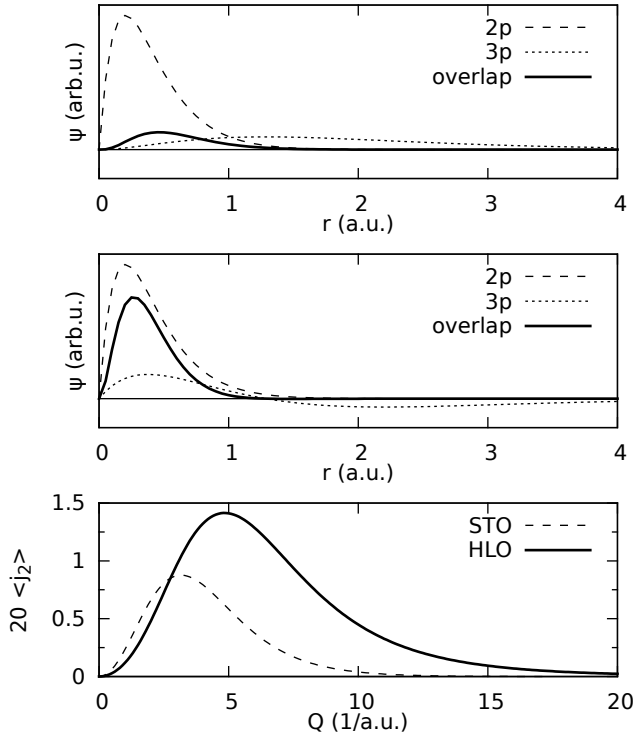 2p
3p
overlap
ψ (arb.u.)
0 1 2 3 4
r (a.u.)
2p
3p
overlap
ψ (arb.u.)
0 1 2 3 4
r (a.u.)
1.5
1
0.5
0
20 <j2>
STO
HLO
0 5 10 15 20
Q (1/a.u.)